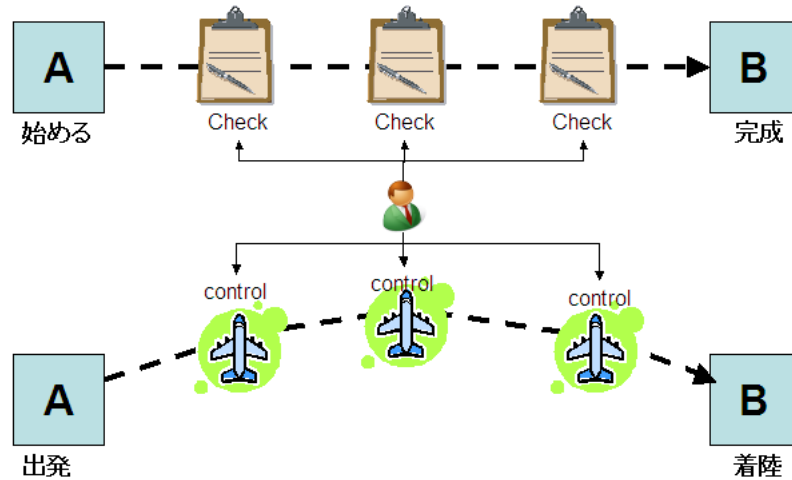 A
B
Check
Check
Check
始める
完成
control
control
control
A
B
出発
着陸